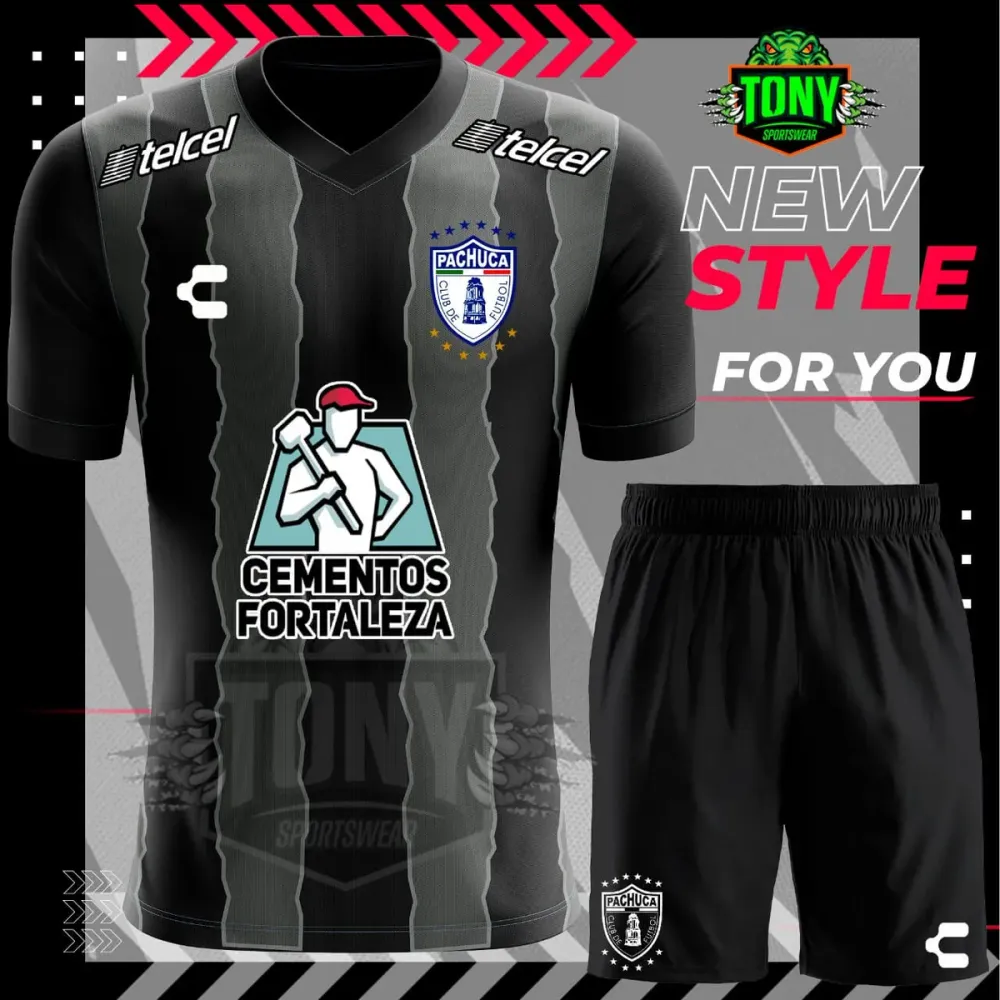 TONY
SPORTSWEAR
NEW
STYLE
FOR YOU
telcel
telcel
PACHUCA
CLUB DE FUTBOL
CEMENTOS
FORTALEZA
TONY
SPORTSWEAR
PACHUCA
CLUB DE FUTBOL